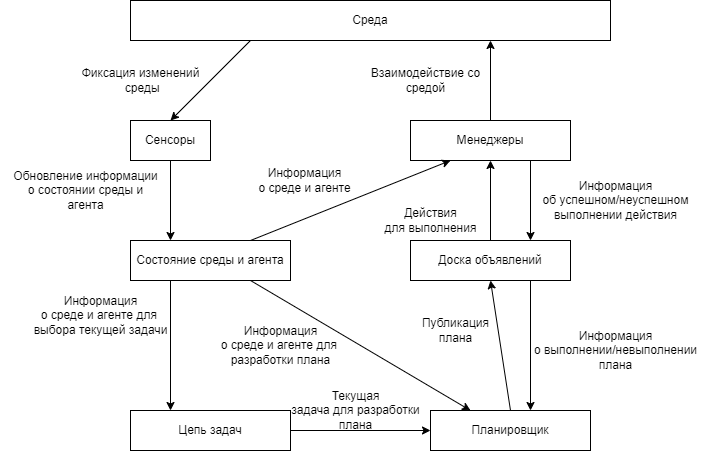 Среда
Фиксация изменений
среды
Взаимодействие со
средой
Сенсоры
Менеджеры
Обновление информации
о состоянии среды и
агента
Информация
о среде и агенте
Информация
об успешном/неуспешном
выполнении действия
Действия
для выполнения
Состояние среды и агента
Доска объявлений
Информация
о среде и агенте для
выбора текущей задачи
Информация
о среде и агенте для
разработки плана
Публикация
плана
Информация
о выполнении/невыполнении
плана
Текущая
задача для разработки
плана
Цепь задач
Планировщик